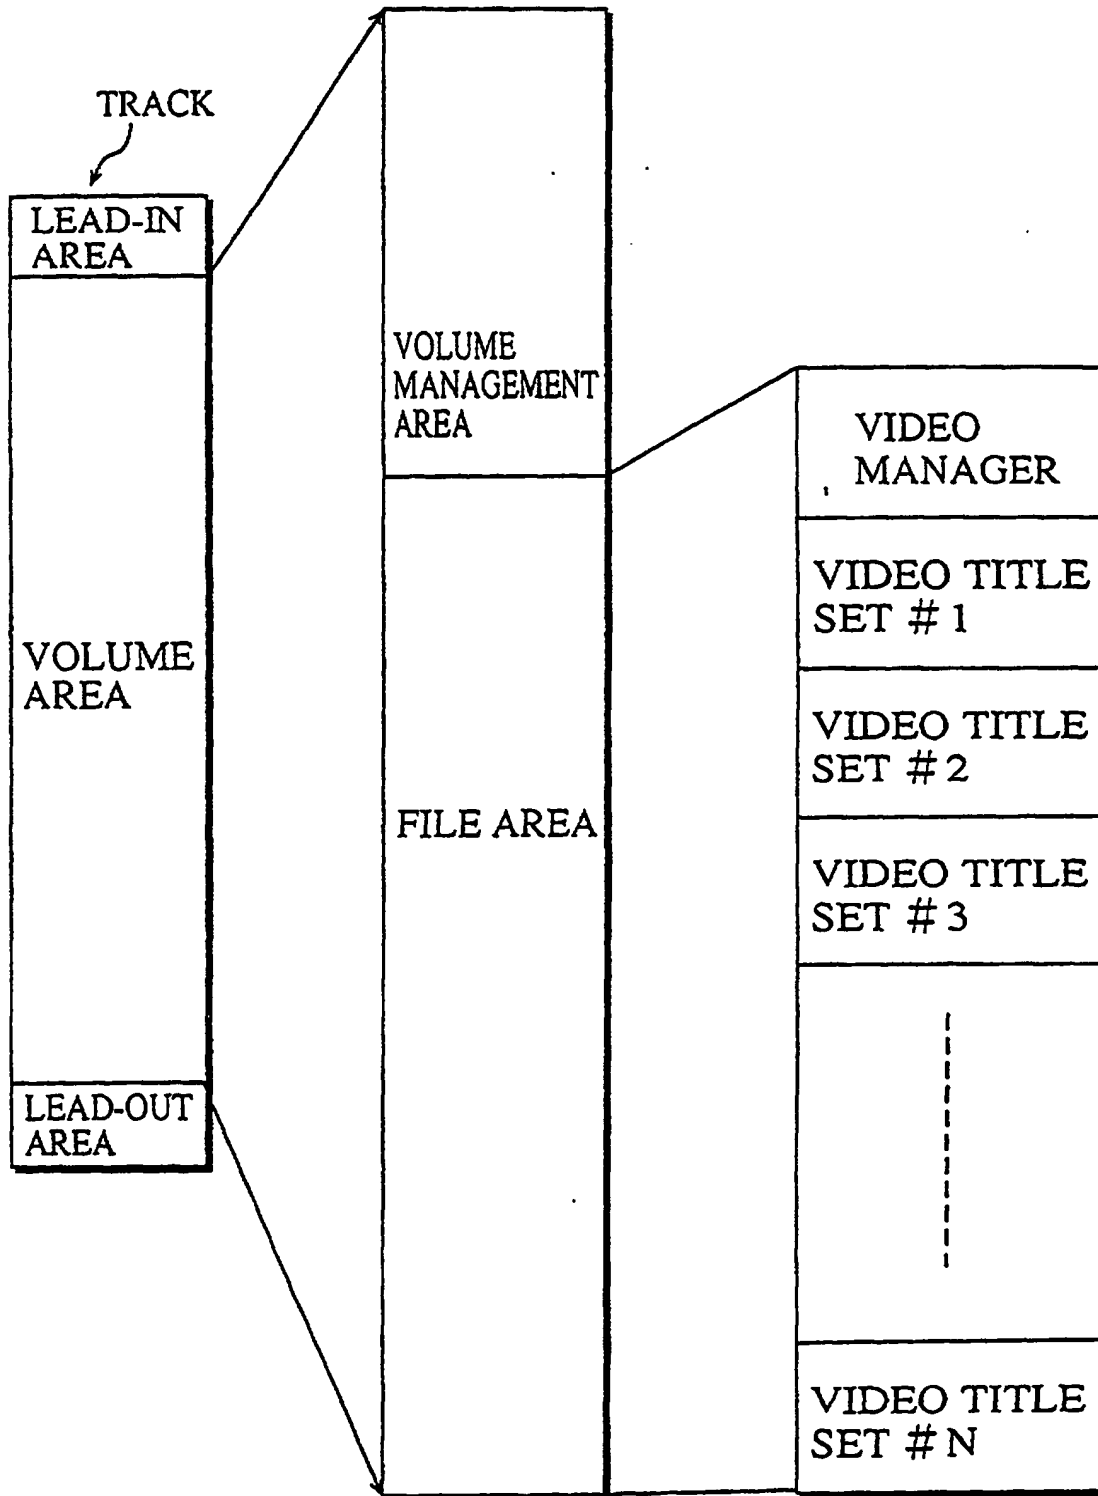 TRACK
LEAD-IN
AREA
VOLUME
AREA
LEAD-OUT
AREA
VOLUME
MANAGEMENT
AREA
FILE AREA
VIDEO
MANAGER
VIDEO TITLE
SET #1
VIDEO TITLE
SET #2
VIDEO TITLE
SET #3
VIDEO TITLE
SET #N